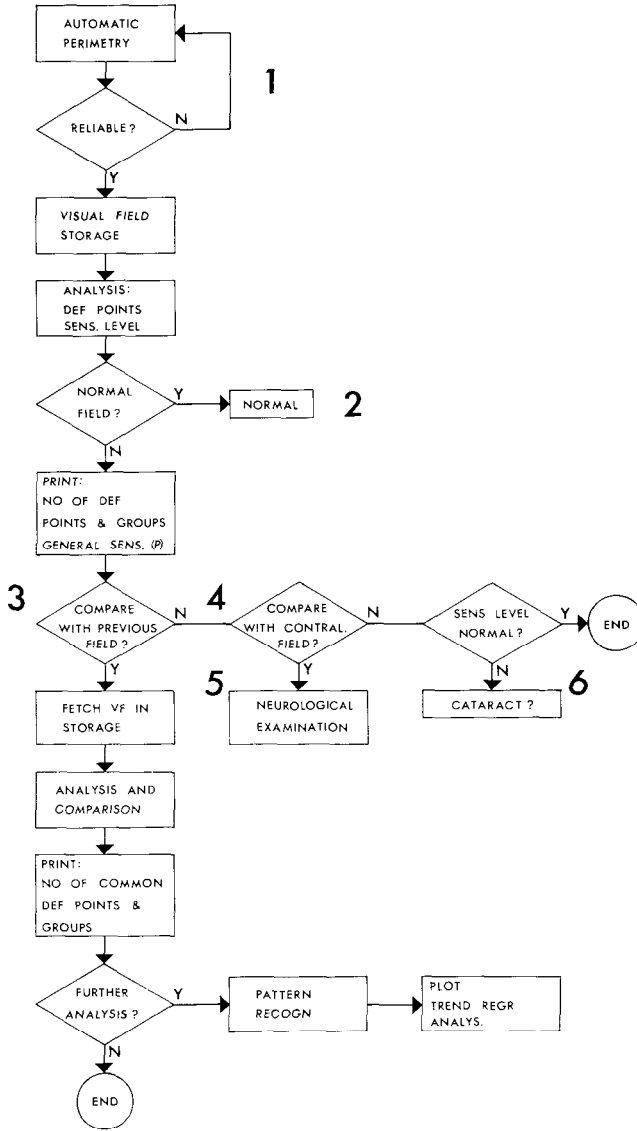 AUTOMATIC
PERIMETRY
1
RELIABLE?
N
Y
VISUAL FIELD
STORAGE
ANALYSIS:
DEF POINTS
SENS. LEVEL
NORMAL
FIELD?
Y
NORMAL
2
N
PRINT:
NO OF DEF
POINTS & GROUPS
GENERAL SENS. (P)
3
COMPARE
WITH PREVIOUS
FIELD?
N
4
COMPARE
WITH CONTRAL.
FIELD?
N
SENS LEVEL
NORMAL?
Y
END
Y
5
Y
N
6
FETCH VF IN
STORAGE
NEUROLOGICAL
EXAMINATION
CATARACT?
ANALYSIS AND
COMPARISON
PRINT:
NO OF COMMON
DEF POINTS &
GROUPS
FURTHER
ANALYSIS?
Y
PATTERN
RECOGN
PLOT
TREND REGR
ANALYS.
N
END